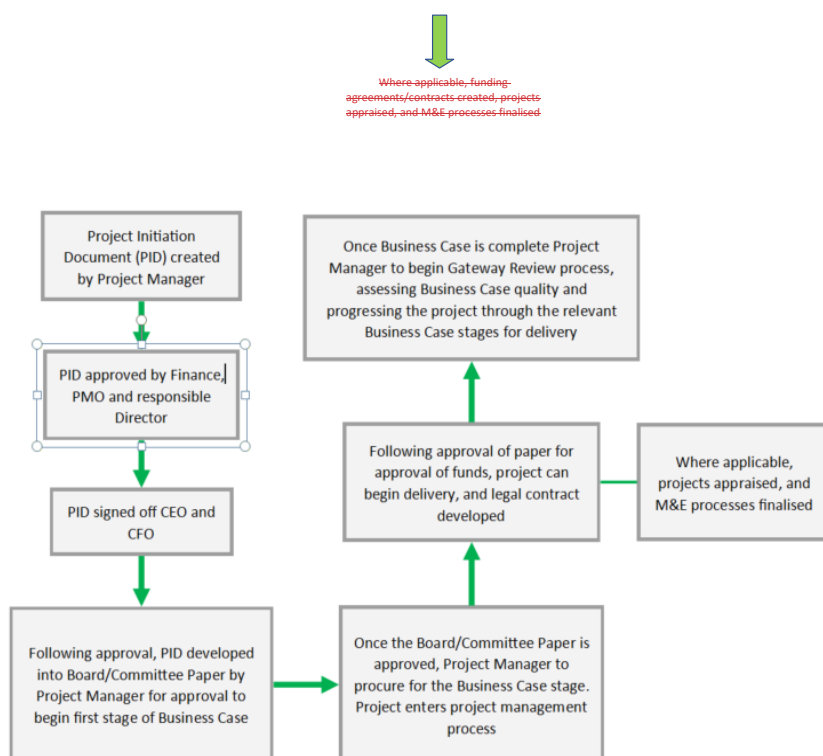 Where applicable, funding
agreements/contracts created, projects
appraised, and M&E processes finalised
Project Initiation
Document (PID) created
by Project Manager
PID approved by Finance,
PMO and responsible
Director
PID signed off CEO and
CFO
Following approval, PID developed
into Board/Committee Paper by
Project Manager for approval to
begin first stage of Business Case
Once the Board/Committee Paper is
approved, Project Manager to
procure for the Business Case stage.
Project enters project management
process
Following approval of paper for
approval of funds, project can
begin delivery, and legal contract
developed
Where applicable,
projects appraised, and
M&E processes finalised
Once Business Case is complete Project
Manager to begin Gateway Review process,
assessing Business Case quality and
progressing the project through the relevant
Business Case stages for delivery